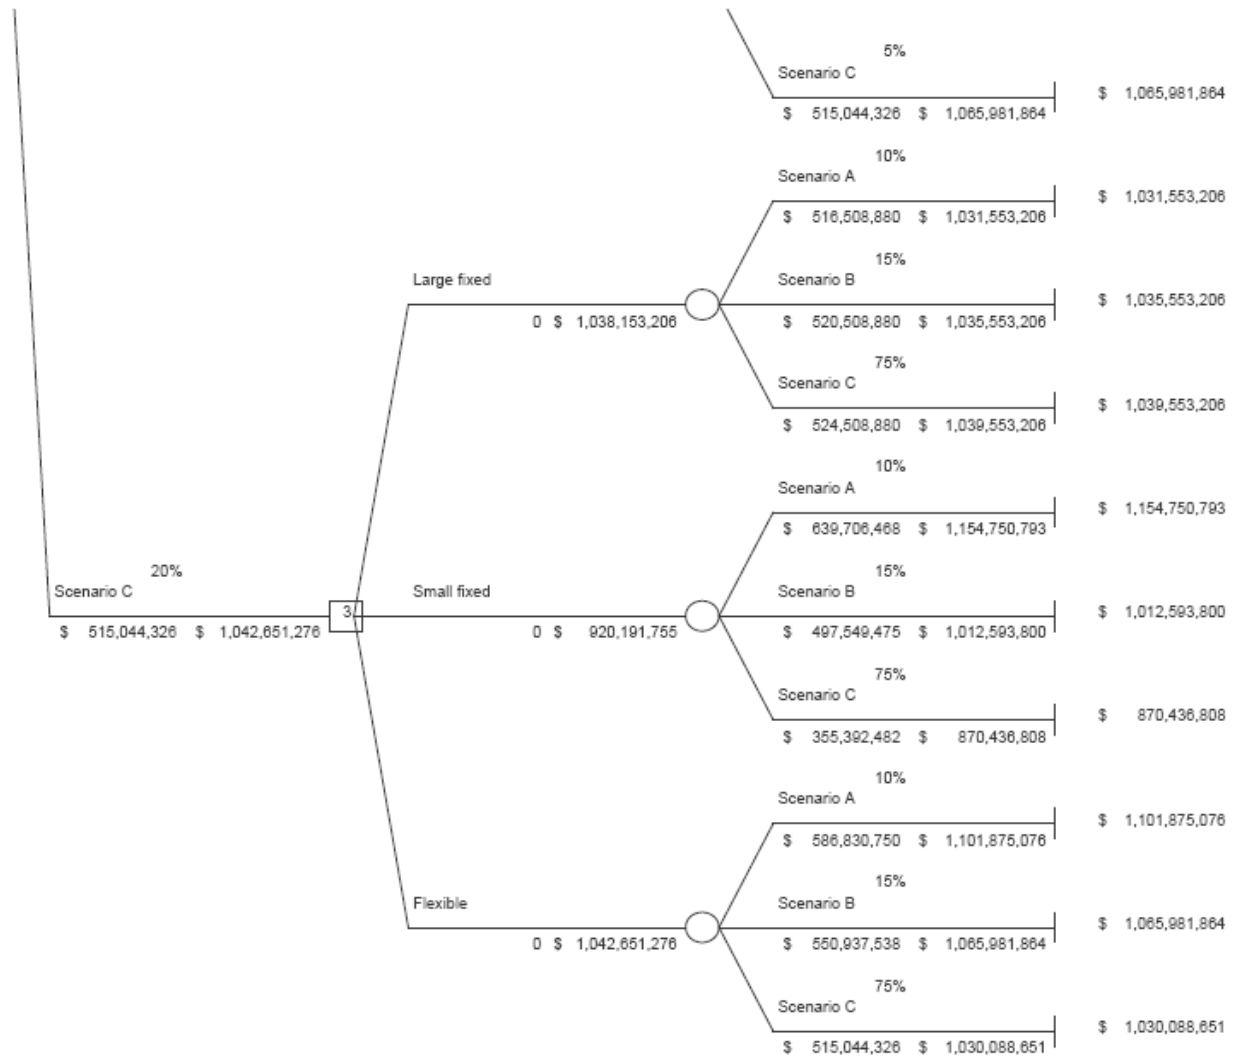 5%
Scenario C
$ 515,044,326 $ 1,065,981,864
$ 1,065,981,864
10%
Scenario A
$ 516,508,880 $ 1,031,553,206
$ 1,031,553,206
Large fixed
0 $ 1,038,153,206
15%
Scenario B
$ 520,508,880 $ 1,035,553,206
$ 1,035,553,206
75%
Scenario C
$ 524,508,880 $ 1,039,553,206
$ 1,039,553,206
10%
Scenario A
$ 639,706,468 $ 1,154,750,793
$ 1,154,750,793
20%
Scenario C
$ 515,044,326 $ 1,042,651,276
3
Small fixed
0 $ 920,191,755
15%
Scenario B
$ 497,549,475 $ 1,012,593,800
$ 1,012,593,800
75%
Scenario C
$ 355,392,482 $ 870,436,808
$ 870,436,808
10%
Scenario A
$ 586,830,750 $ 1,101,875,076
$ 1,101,875,076
Flexible
0 $ 1,042,651,276
15%
Scenario B
$ 550,937,538 $ 1,065,981,864
$ 1,065,981,864
75%
Scenario C
$ 515,044,326 $ 1,030,088,651
$ 1,030,088,651